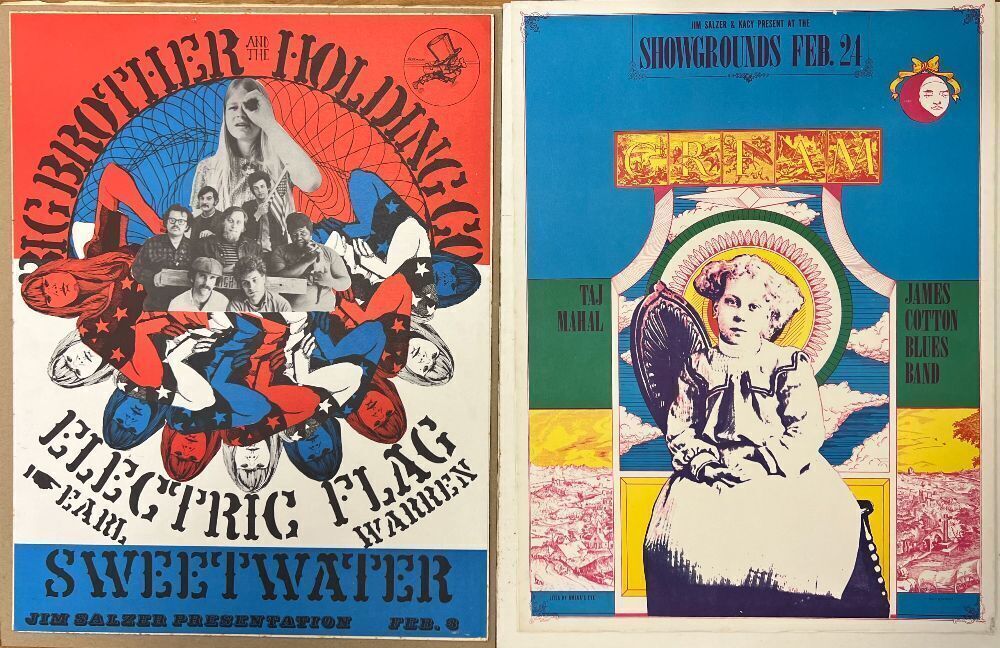 BIG BROTHER AND THE HOLDING CO
ELECTRIC FLAG
EARL WARREN
SWEETWATER
JIM SALZER PRESENTATION FEB. 8
JIM SALZER & KACY PRESENT AT THE
SHOWGROUNDS FEB. 24
CREAM
TAJ
MAHAL
JAMES
COTTON
BLUES
BAND